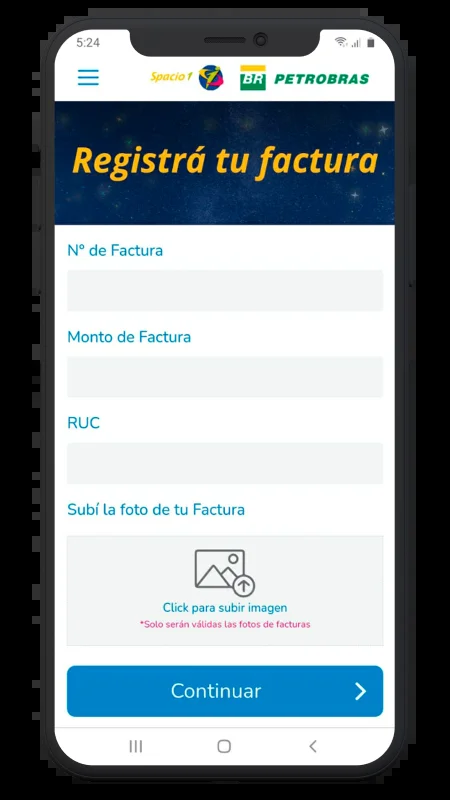 5:24
Spacio 1
BR PETROBRAS
Registrá tu factura
N° de Factura
Monto de Factura
RUC
Subí la foto de tu Factura
Click para subir imagen
*Solo serán válidas las fotos de facturas
Continuar